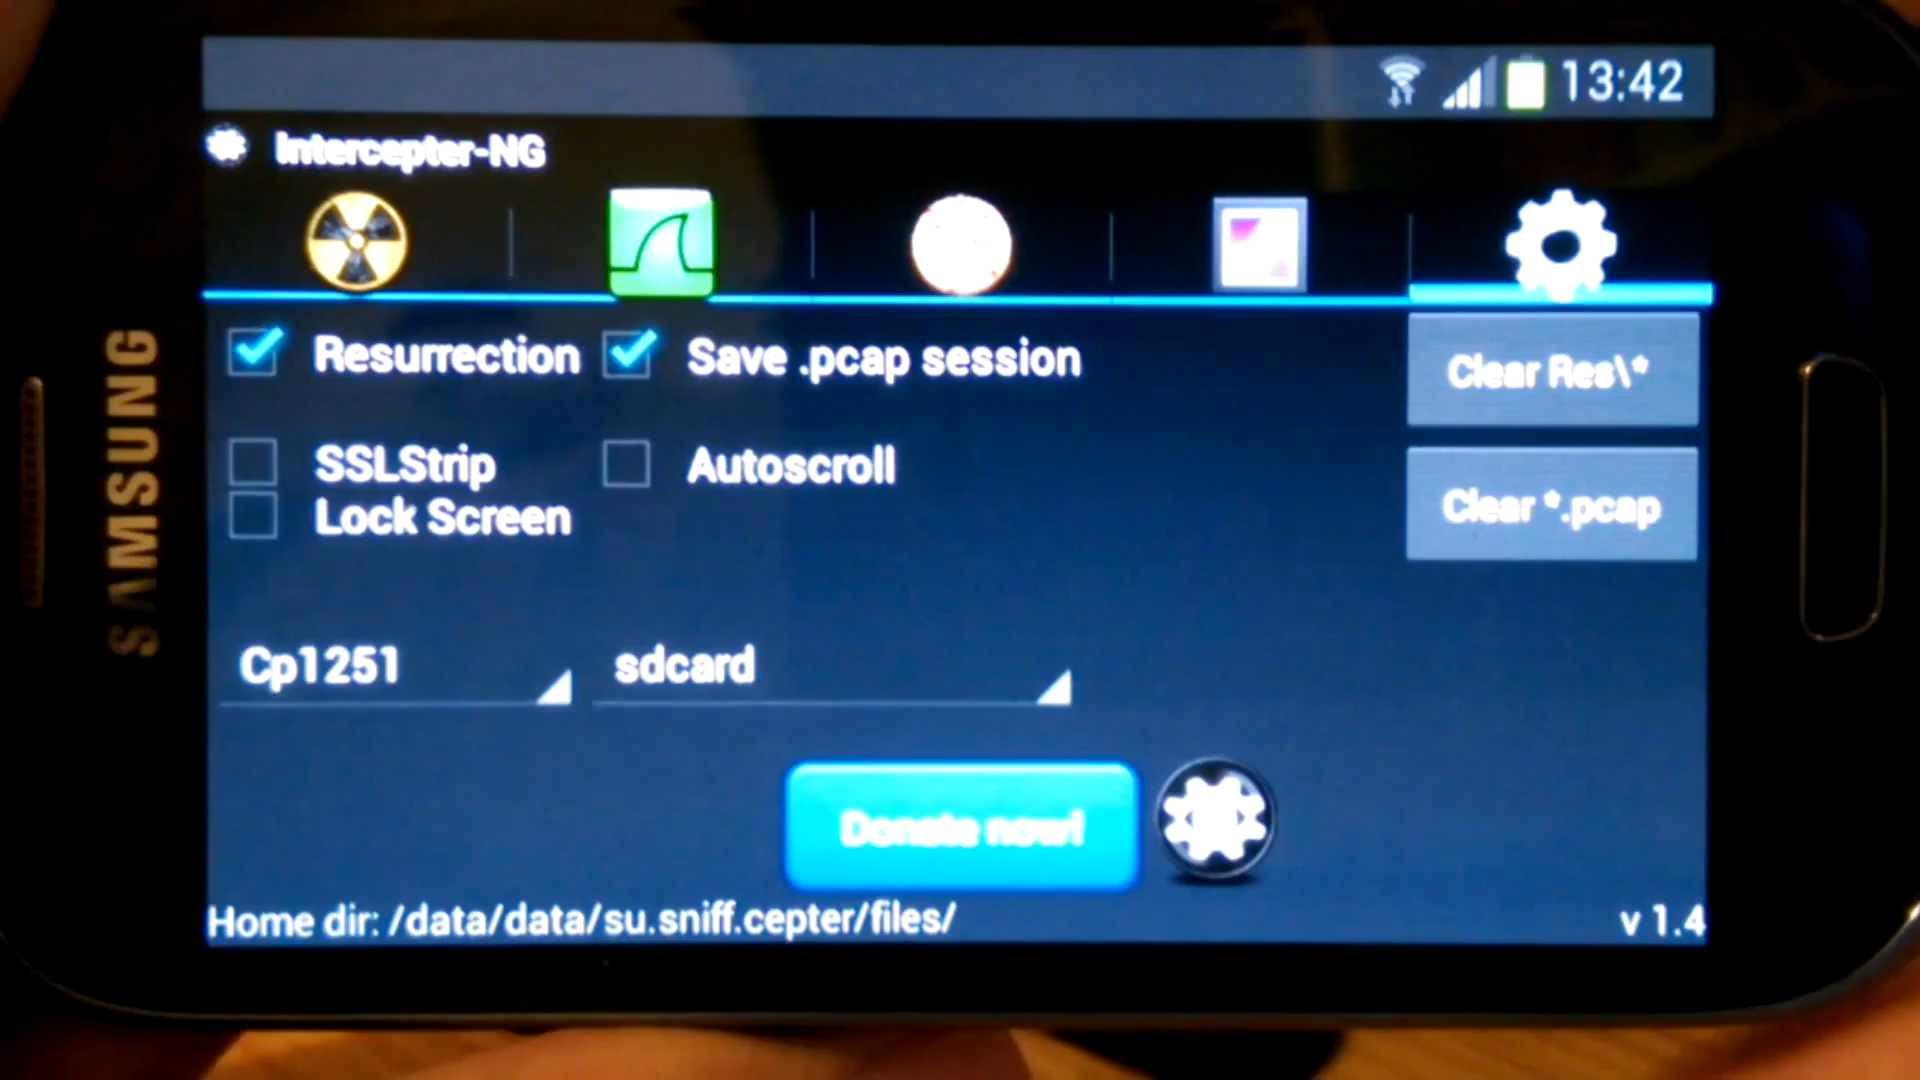 13:42
Intercepter-NG
Resurrection
Save .pcap session
Clear Res\*
SSLStrip
Autoscroll
Lock Screen
Clear *.pcap
Cp1251
sdcard
Donate now!
Home dir: /data/data/su.sniff.cepter/files/
v 1.4
SAMSUNG